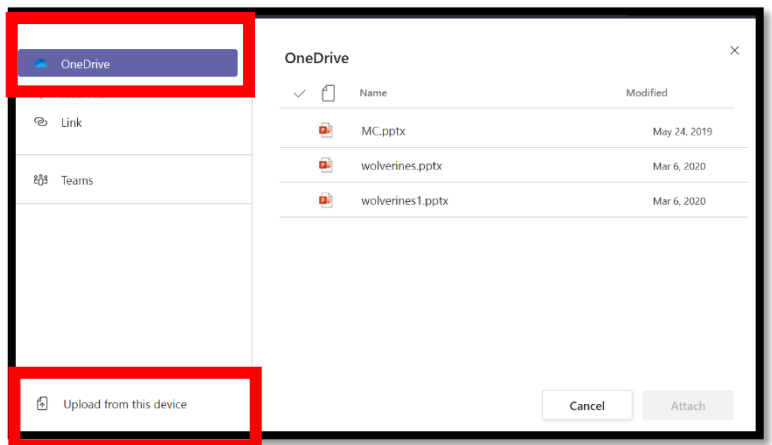 OneDrive
Link
Teams
Upload from this device
OneDrive
Name Modified
MC.pptx May 24, 2019
wolverines.pptx Mar 6, 2020
wolverines1.pptx Mar 6, 2020
Cancel Attach